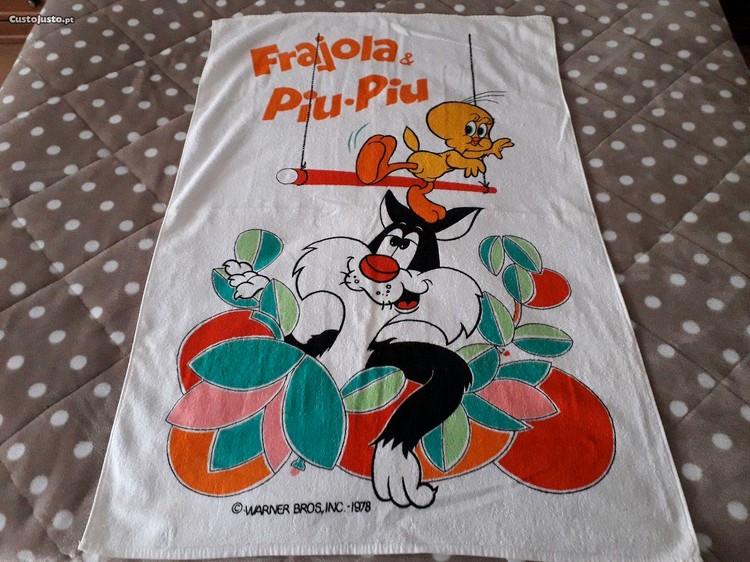 CustoJusto.pt
Frajola &
Piu-Piu
© WARNER BROS, INC. - 1978